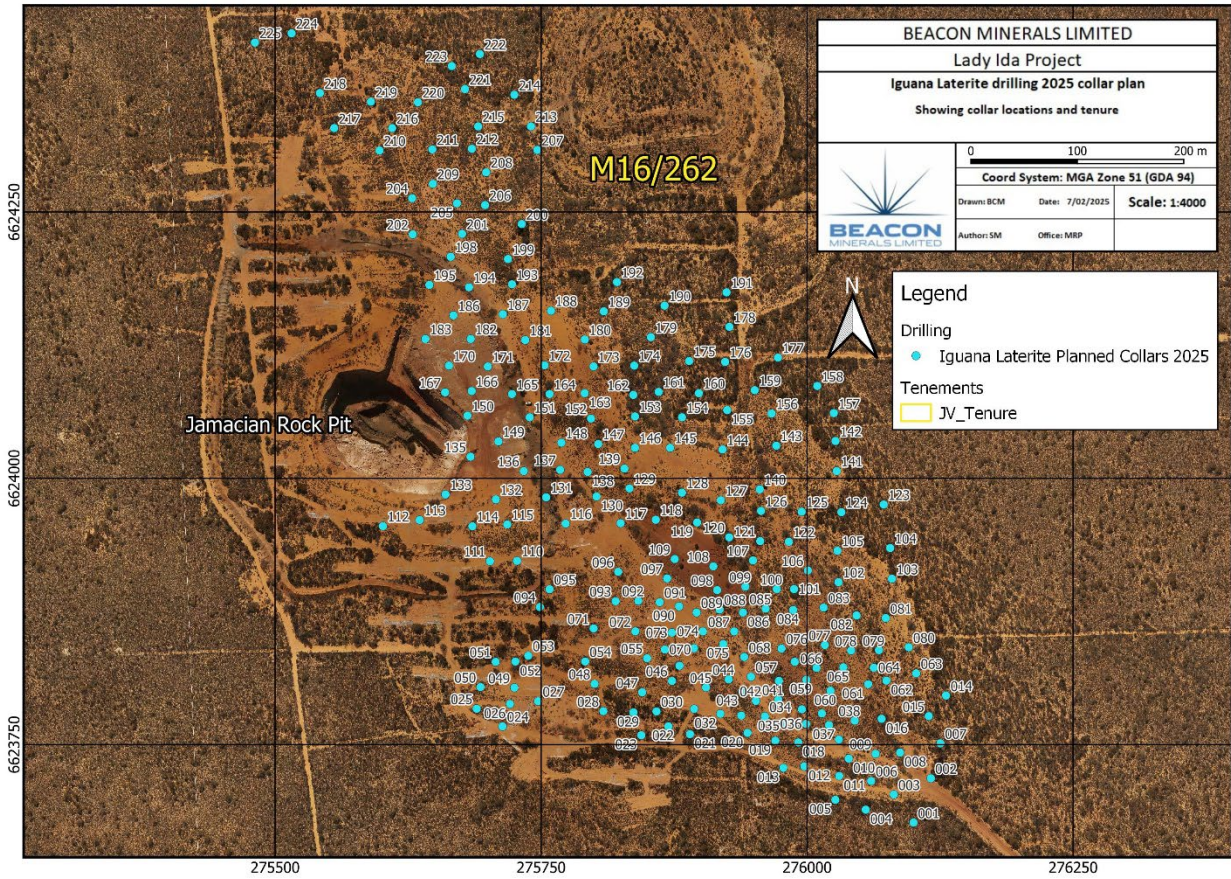 BEACON MINERALS LIMITED
Lady Ida Project
Iguana Laterite drilling 2025 collar plan
Showing collar locations and tenure
BEACON
MINERALS LIMITED
0 100 200 m
Coord System: MGA Zone 51 (GDA 94)
Drawn: BCM Date: 7/02/2025 Scale: 1:4000
Author: SM Office: MRP
N
Legend
Drilling
Iguana Laterite Planned Collars 2025
Tenements
JV_Tenure
M16/262
Jamacian Rock Pit
6624250
6624000
6623750
275500 275750 276000 276250
224
225
222
223
221
218 219 220 214
217 216 215 213
210 211 212 207
208
209
204 205 206
200
202 201
198 199
195 194 193 192
191
186 187 188 189 190
178
183 182 181 180 179
170 171 172 173 174 175 176 177
158
167 166 165 164 163 162 161 160 159
150 151 152 153 154 155 156 157
149 148 147 146 145 144 143 142
135 136 137 138 139 141
133 132 131 130 129 128 127 140
126 125 124 123
112 113 114 115 116 117 118 119 120 121
111 110 109 108 107 106 105 104
096 097 098 099 100 101 102 103
094 095 093 092 091 090 089 088 085 084 083 082 081
071 072 073 074 087 086
055 070 075 068 076 077 078 079 080
051 053 054 066 065 064 063
050 049 052 048 047 046 045 044 057 059 061 062 014
025 026 024 027 028 029 030 032 043 042 041 034 060 038 016 015
023 022 021 020 035 036 037 007
019 018 009 008
013 012 010 006 002
011 003
005 004 001